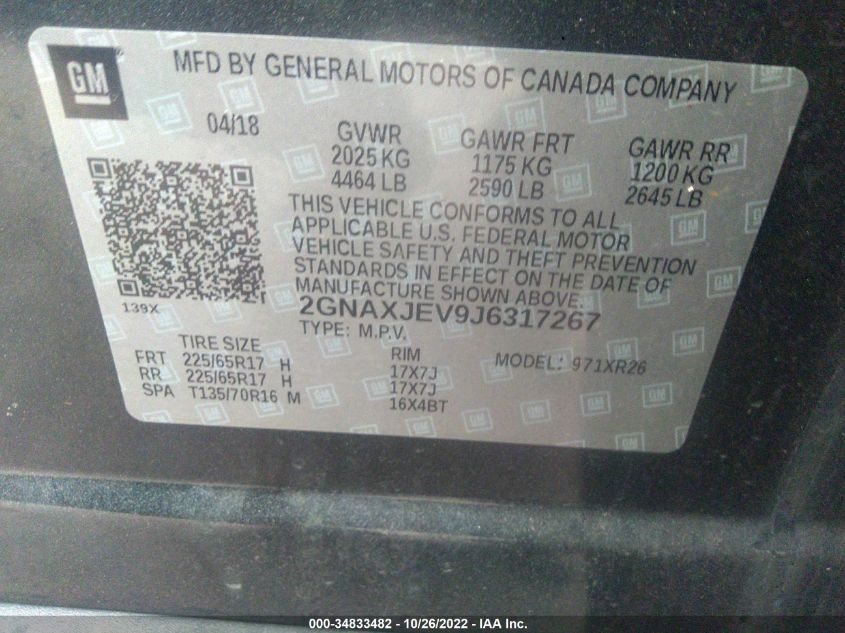 GM
MFD BY GENERAL MOTORS OF CANADA COMPANY
04/18
GVWR
2025 KG
4464 LB
GAWR FRT
1175 KG
2590 LB
GAWR RR
1200 KG
2645 LB
THIS VEHICLE CONFORMS TO ALL
APPLICABLE U.S. FEDERAL MOTOR
VEHICLE SAFETY AND THEFT PREVENTION
STANDARDS IN EFFECT ON THE DATE OF
MANUFACTURE SHOWN ABOVE.
139X
2GNAXJEV9J6317267
TYPE: M.P.V.
MODEL: 971XR26
TIRE SIZE RIM
FRT 225/65R17 H 17X7J
RR 225/65R17 H 17X7J
SPA T135/70R16 M 16X4BT
000-34833482 - 10/26/2022 - IAA Inc.